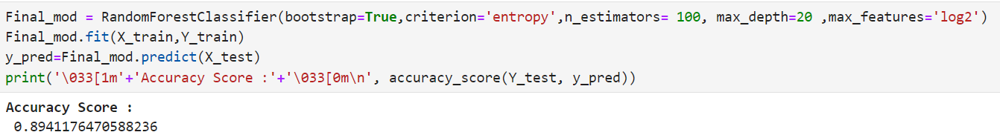 Final_mod = RandomForestClassifier(bootstrap=True,criterion='entropy',n_estimators= 100, max_depth=20 ,max_features='log2')
Final_mod.fit(X_train,Y_train)
y_pred=Final_mod.predict(X_test)
print('\033[1m'+'Accuracy Score :'+'\033[0m\n', accuracy_score(Y_test, y_pred))
Accuracy Score :
 0.8941176470588236